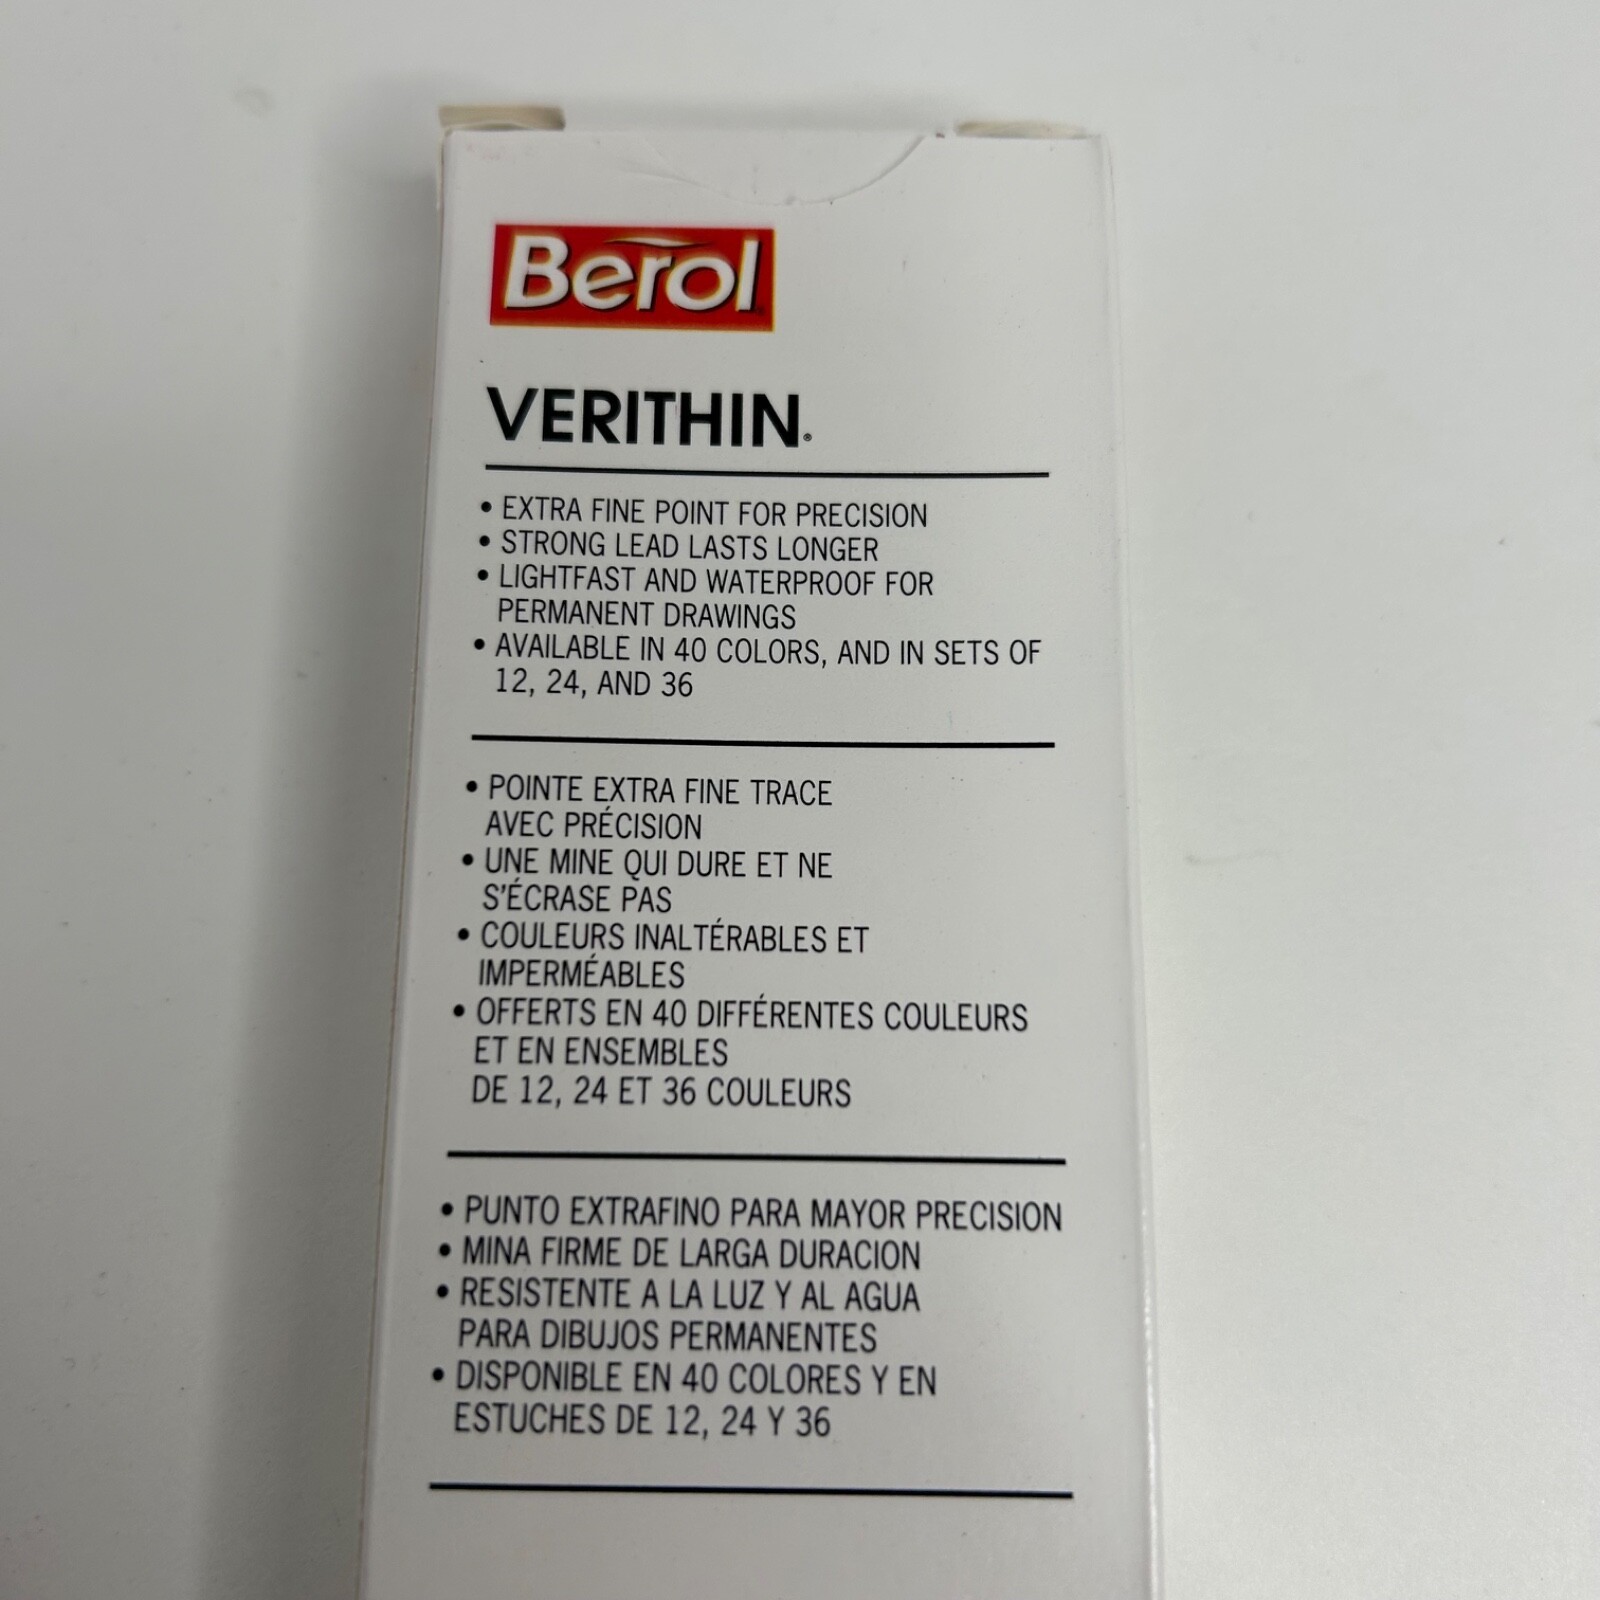 Berol
VERITHIN®
• EXTRA FINE POINT FOR PRECISION
• STRONG LEAD LASTS LONGER
• LIGHTFAST AND WATERPROOF FOR
PERMANENT DRAWINGS
• AVAILABLE IN 40 COLORS, AND IN SETS OF
12, 24, AND 36
• POINTE EXTRA FINE TRACE
AVEC PRÉCISION
• UNE MINE QUI DURE ET NE
S'ÉCRASE PAS
• COULEURS INALTÉRABLES ET
IMPERMÉABLES
• OFFERTS EN 40 DIFFÉRENTES COULEURS
ET EN ENSEMBLES
DE 12, 24 ET 36 COULEURS
• PUNTO EXTRAFINO PARA MAYOR PRECISION
• MINA FIRME DE LARGA DURACION
• RESISTENTE A LA LUZ Y AL AGUA
PARA DIBUJOS PERMANENTES
• DISPONIBLE EN 40 COLORES Y EN
ESTUCHES DE 12, 24 Y 36